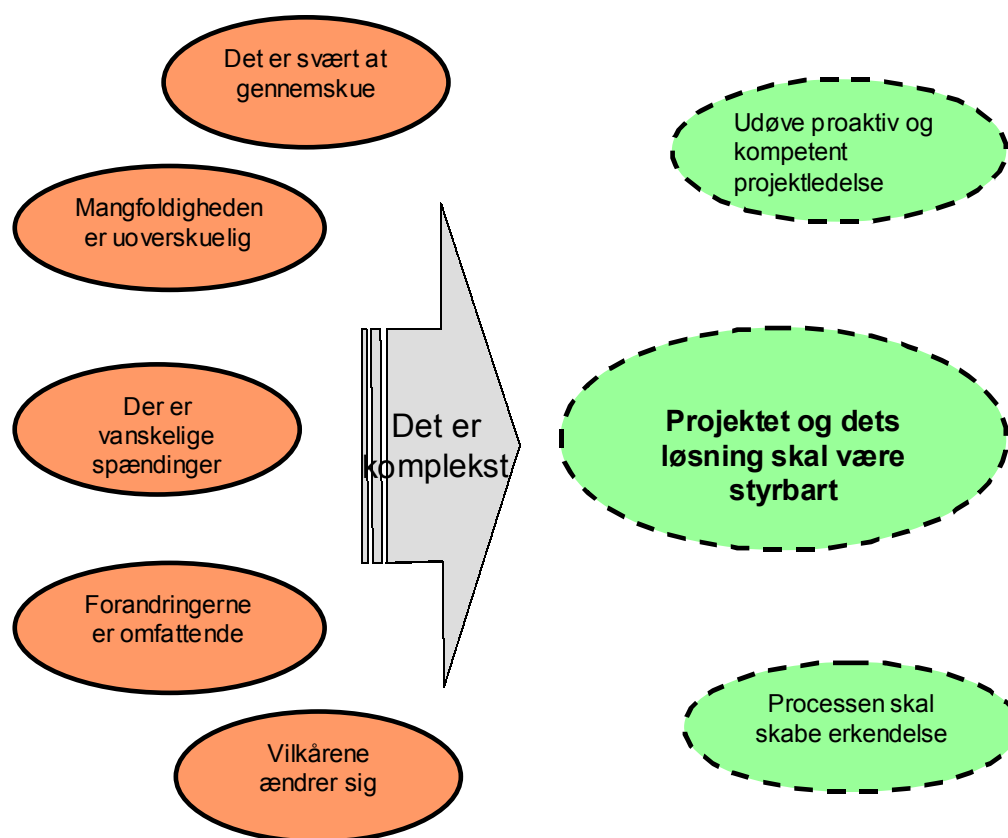 Det er svært at
gennemskue
Mangfoldigheden
er uoverskuelig
Der er
vanskelige
spændinger
Forandringerne
er omfattende
Vilkårene
ændrer sig
Det er
komplekst
Udøve proaktiv og
kompetent
projektledelse
Projektet og dets
løsning skal være
styrbart
Processen skal
skabe erkendelse